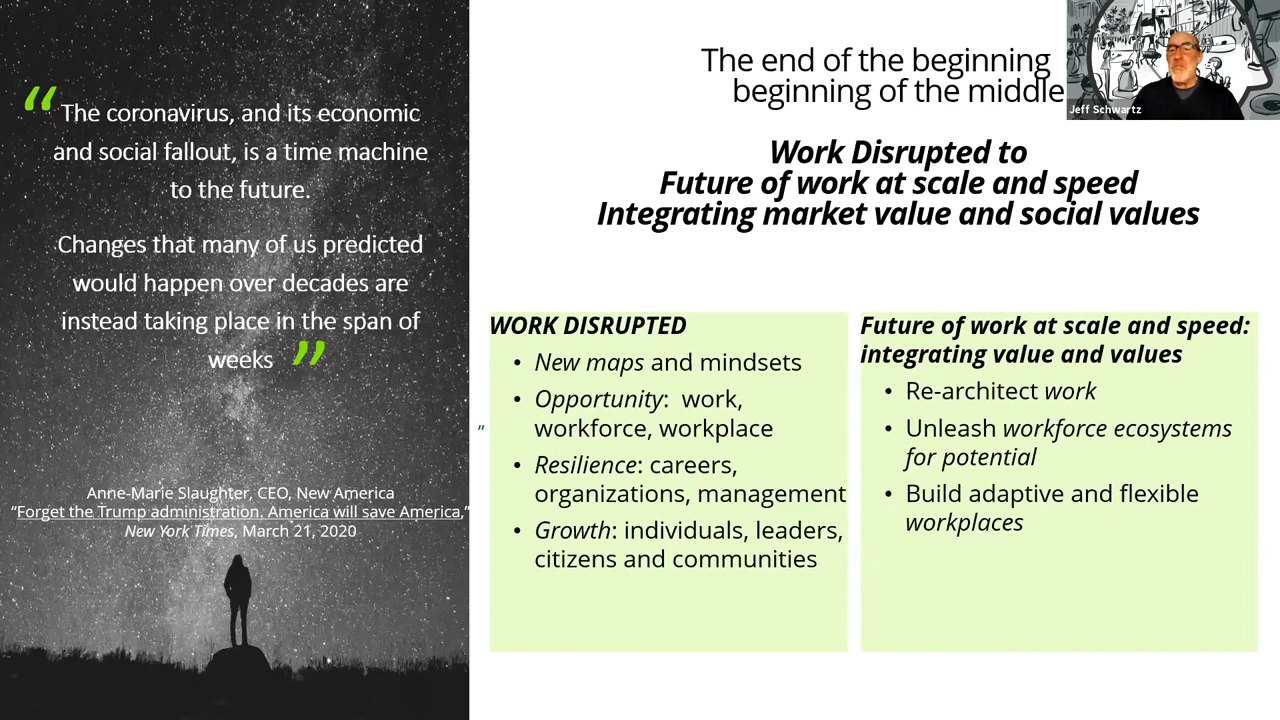 “The coronavirus, and its economic
and social fallout, is a time machine
to the future.
Changes that many of us predicted
would happen over decades are
instead taking place in the span of
weeks ”
Anne-Marie Slaughter, CEO, New America
“Forget the Trump administration. America will save America,”
New York Times, March 21, 2020
The end of the beginning
beginning of the middle
Jeff Schwartz
Work Disrupted to
Future of work at scale and speed
Integrating market value and social values
”
WORK DISRUPTED
• New maps and mindsets
• Opportunity:  work,
workforce, workplace
• Resilience: careers,
organizations, management
• Growth: individuals, leaders,
citizens and communities
Future of work at scale and speed:
integrating value and values
• Re-architect work
• Unleash workforce ecosystems
for potential
• Build adaptive and flexible
workplaces